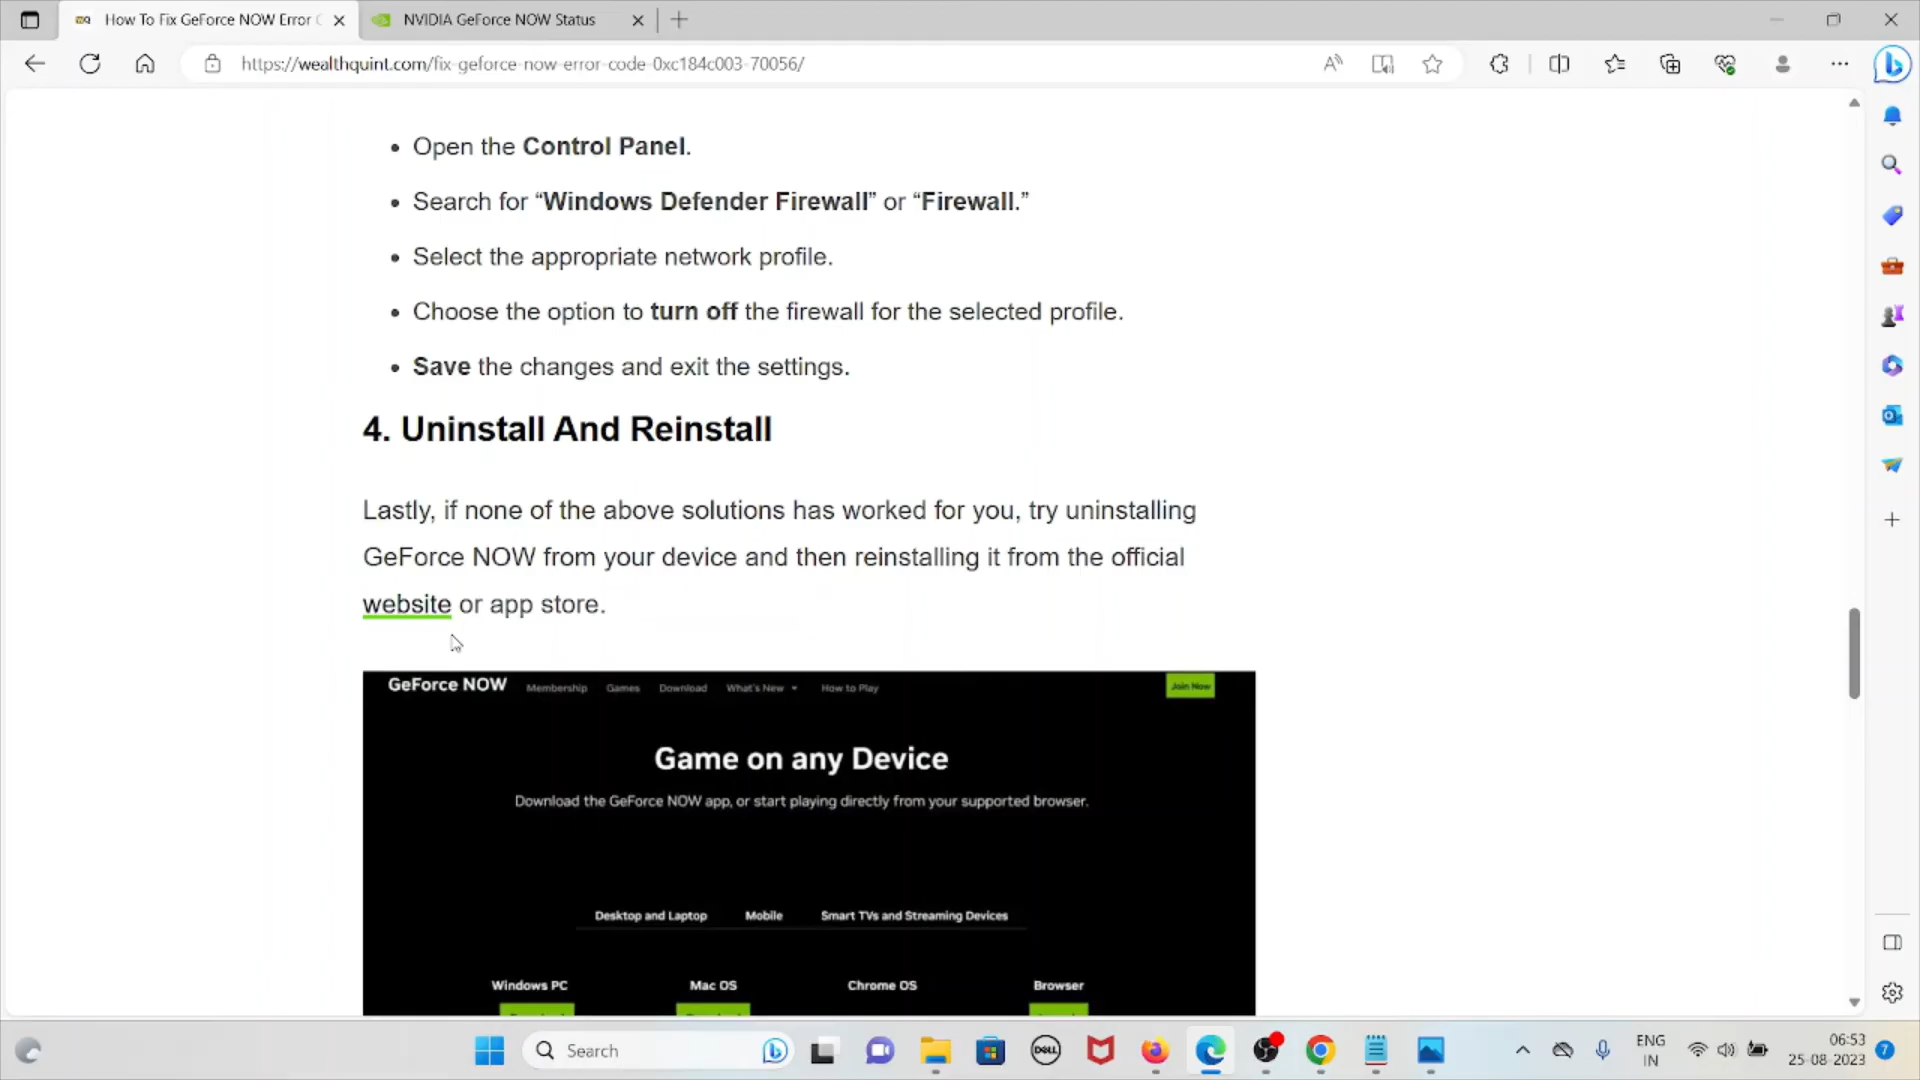 How To Fix GeForce NOW Error
NVIDIA GeForce NOW Status
https://wealthquint.com/fix-geforce-now-error-code-0xc184c003-70056/
Open the Control Panel.
Search for “Windows Defender Firewall” or “Firewall.”
Select the appropriate network profile.
Choose the option to turn off the firewall for the selected profile.
Save the changes and exit the settings.
4. Uninstall And Reinstall
Lastly, if none of the above solutions has worked for you, try uninstalling
GeForce NOW from your device and then reinstalling it from the official
website or app store.
GeForce NOW Membership Games Download What's New How to Play Join Now
Game on any Device
Download the GeForce NOW app, or start playing directly from your supported browser.
Desktop and Laptop Mobile Smart TVs and Streaming Devices
Windows PC Mac OS Chrome OS Browser
Search
DELL
ENG
IN
06:53
25-08-2023
7